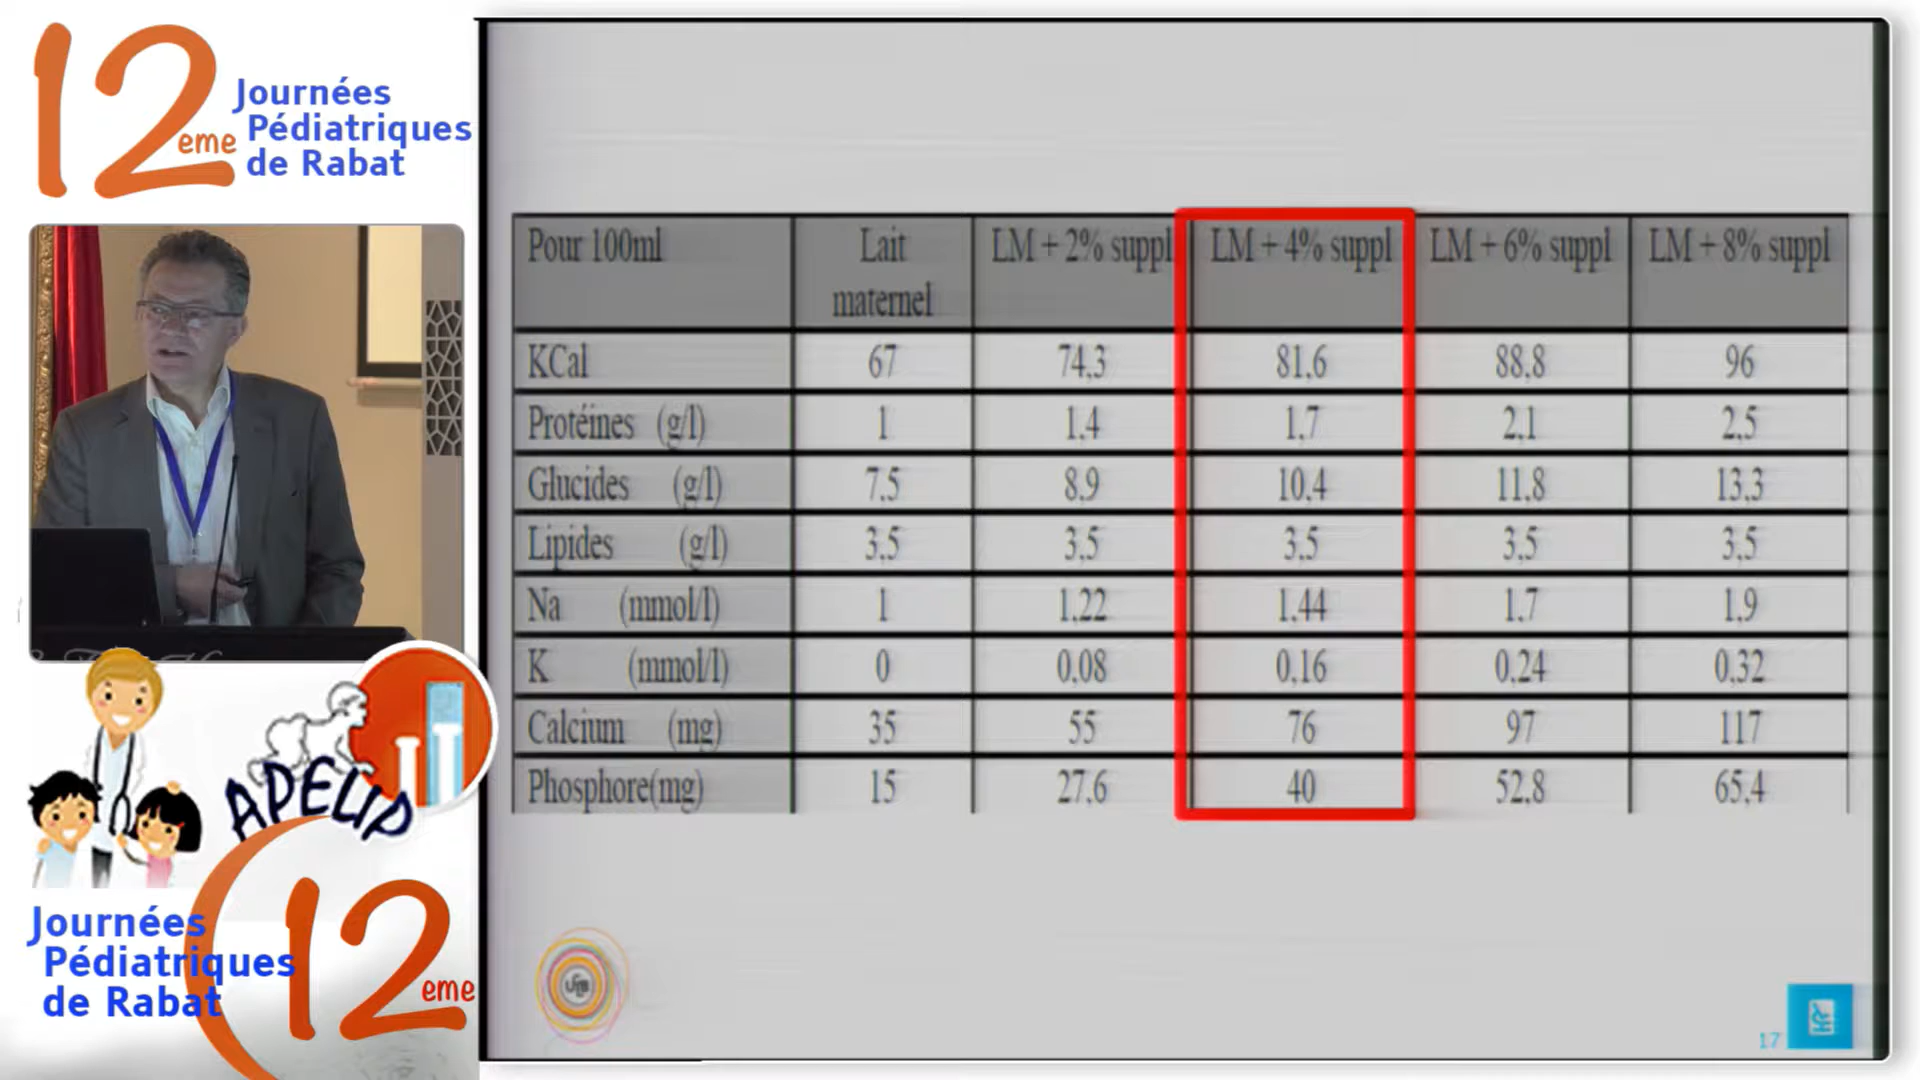 12eme
Journées
Pédiatriques
de Rabat
Pour 100ml Lait maternel LM + 2% suppl LM + 4% suppl LM + 6% suppl LM + 8% suppl
KCal 67 74,3 81,6 88,8 96
Protéines (g/l) 1 1,4 1,7 2,1 2,5
Glucides (g/l) 7,5 8,9 10,4 11,8 13,3
Lipides (g/l) 3,5 3,5 3,5 3,5 3,5
Na (mmol/l) 1 1,22 1,44 1,7 1,9
K (mmol/l) 0 0,08 0,16 0,24 0,32
Calcium (mg) 35 55 76 97 117
Phosphore(mg) 15 27,6 40 52,8 65,4
APELIP
Journées
Pédiatriques
de Rabat
12eme
17